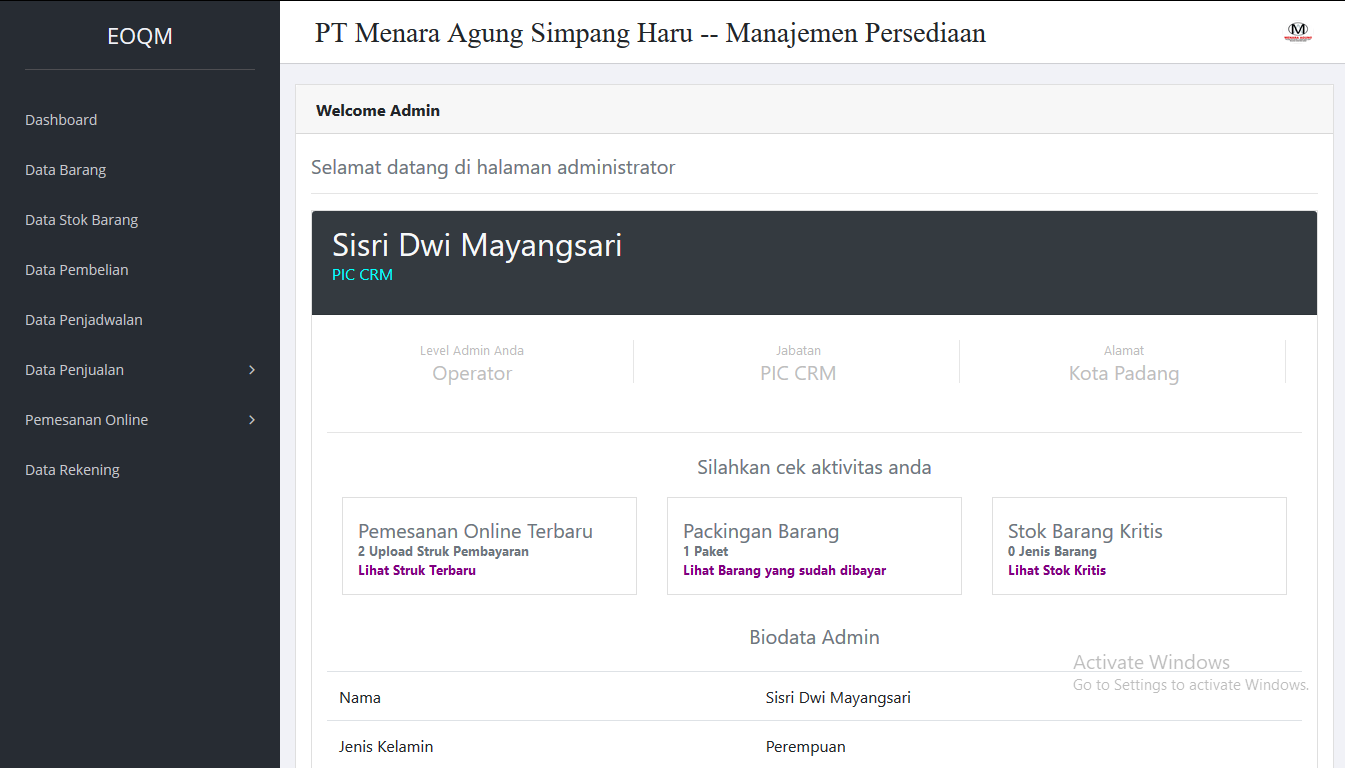 EOQM
PT Menara Agung Simpang Haru -- Manajemen Persediaan
M
Dashboard
Data Barang
Data Stok Barang
Data Pembelian
Data Penjadwalan
Data Penjualan
Pemesanan Online
Data Rekening
Welcome Admin
Selamat datang di halaman administrator
Sisri Dwi Mayangsari
PIC CRM
Level Admin Anda
Operator
Jabatan
PIC CRM
Alamat
Kota Padang
Silahkan cek aktivitas anda
Pemesanan Online Terbaru
2 Upload Struk Pembayaran
Lihat Struk Terbaru
Packingan Barang
1 Paket
Lihat Barang yang sudah dibayar
Stok Barang Kritis
0 Jenis Barang
Lihat Stok Kritis
Biodata Admin
Nama Sisri Dwi Mayangsari
Jenis Kelamin Perempuan
Activate Windows
Go to Settings to activate Windows.